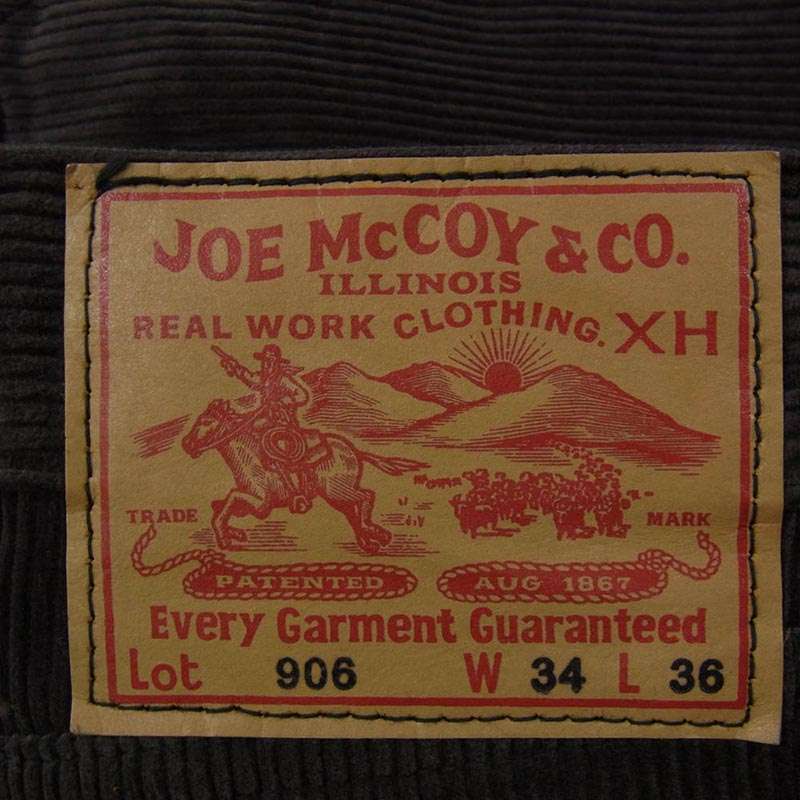 JOE McCOY & CO.
ILLINOIS
REAL WORK CLOTHING. XH
TRADE MARK
PATENTED AUG 1867
Every Garment Guaranteed
Lot 906 W 34 L 36